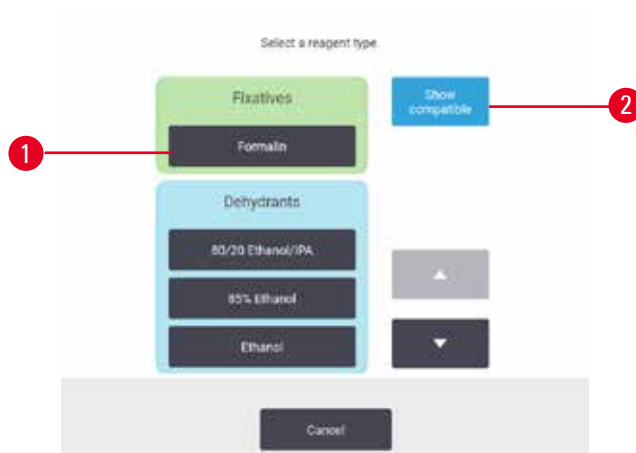 Select a reagent type
Fixatives
Show
compatible
2
1
Formalin
Dehydrants
80/20 Ethanol/IPA
85% Ethanol
Ethanol
Cancel